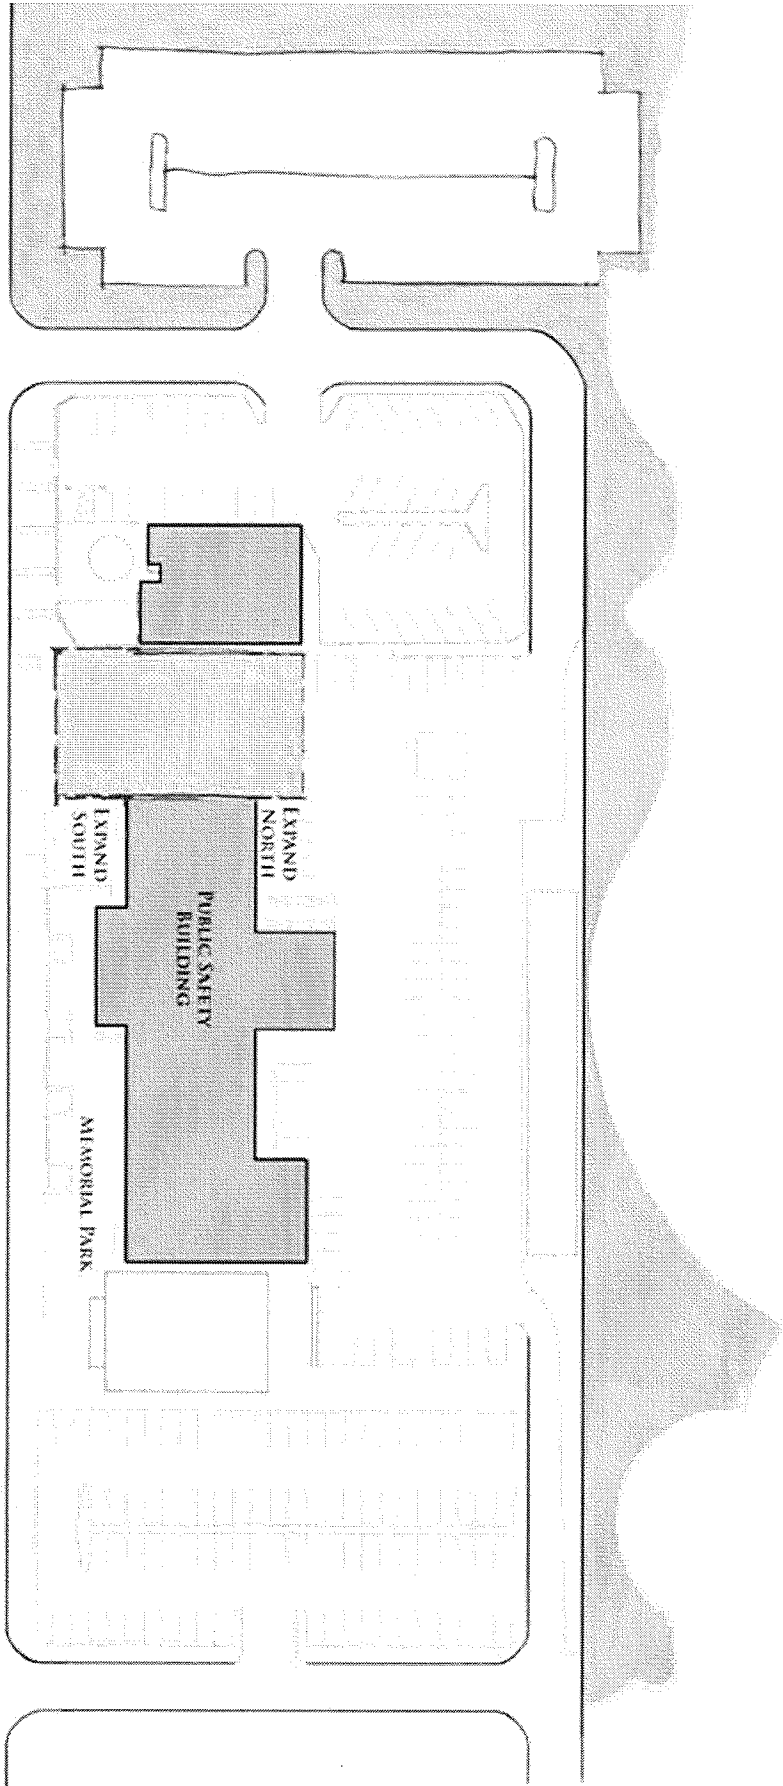 EXPAND
NORTH
EXPAND
SOUTH
PUBLIC SAFETY
BUILDING
MEMORIAL PARK